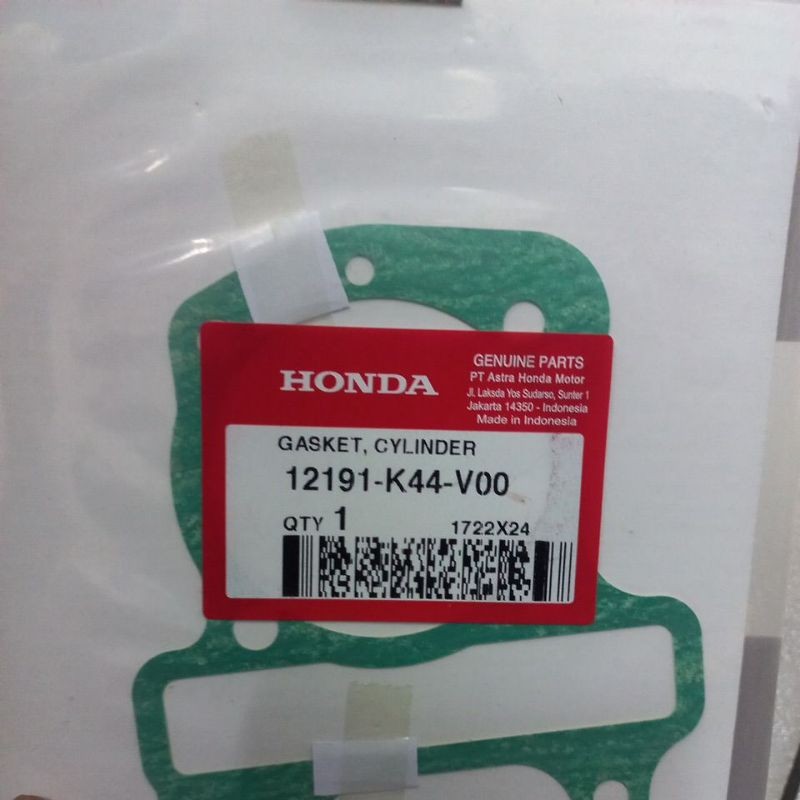 HONDA
GENUINE PARTS
PT Astra Honda Motor
Jl. Laksda Yos Sudarso, Sunter 1
Jakarta 14350 - Indonesia
Made in Indonesia
GASKET, CYLINDER
12191-K44-V00
QTY 1 1722X24